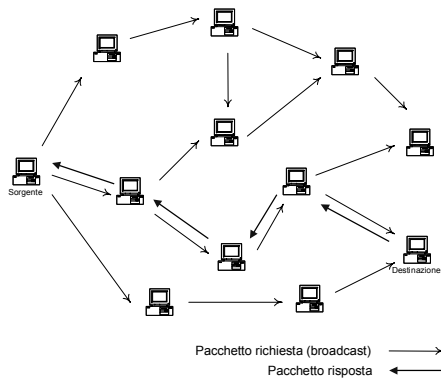 Sorgente
Destinazione
Pacchetto richiesta (broadcast)
Pacchetto risposta